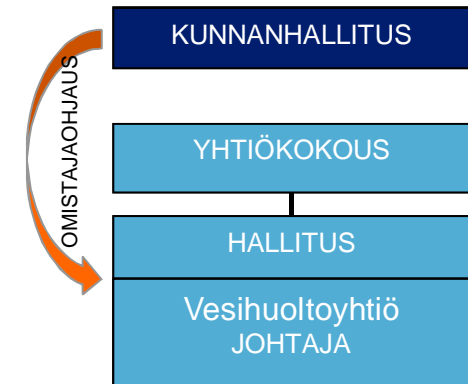 KUNNANHALLITUS
OMISTAJAOHJAUS
YHTIÖKOKOUS
HALLITUS
Vesihuoltoyhtiö
JOHTAJA